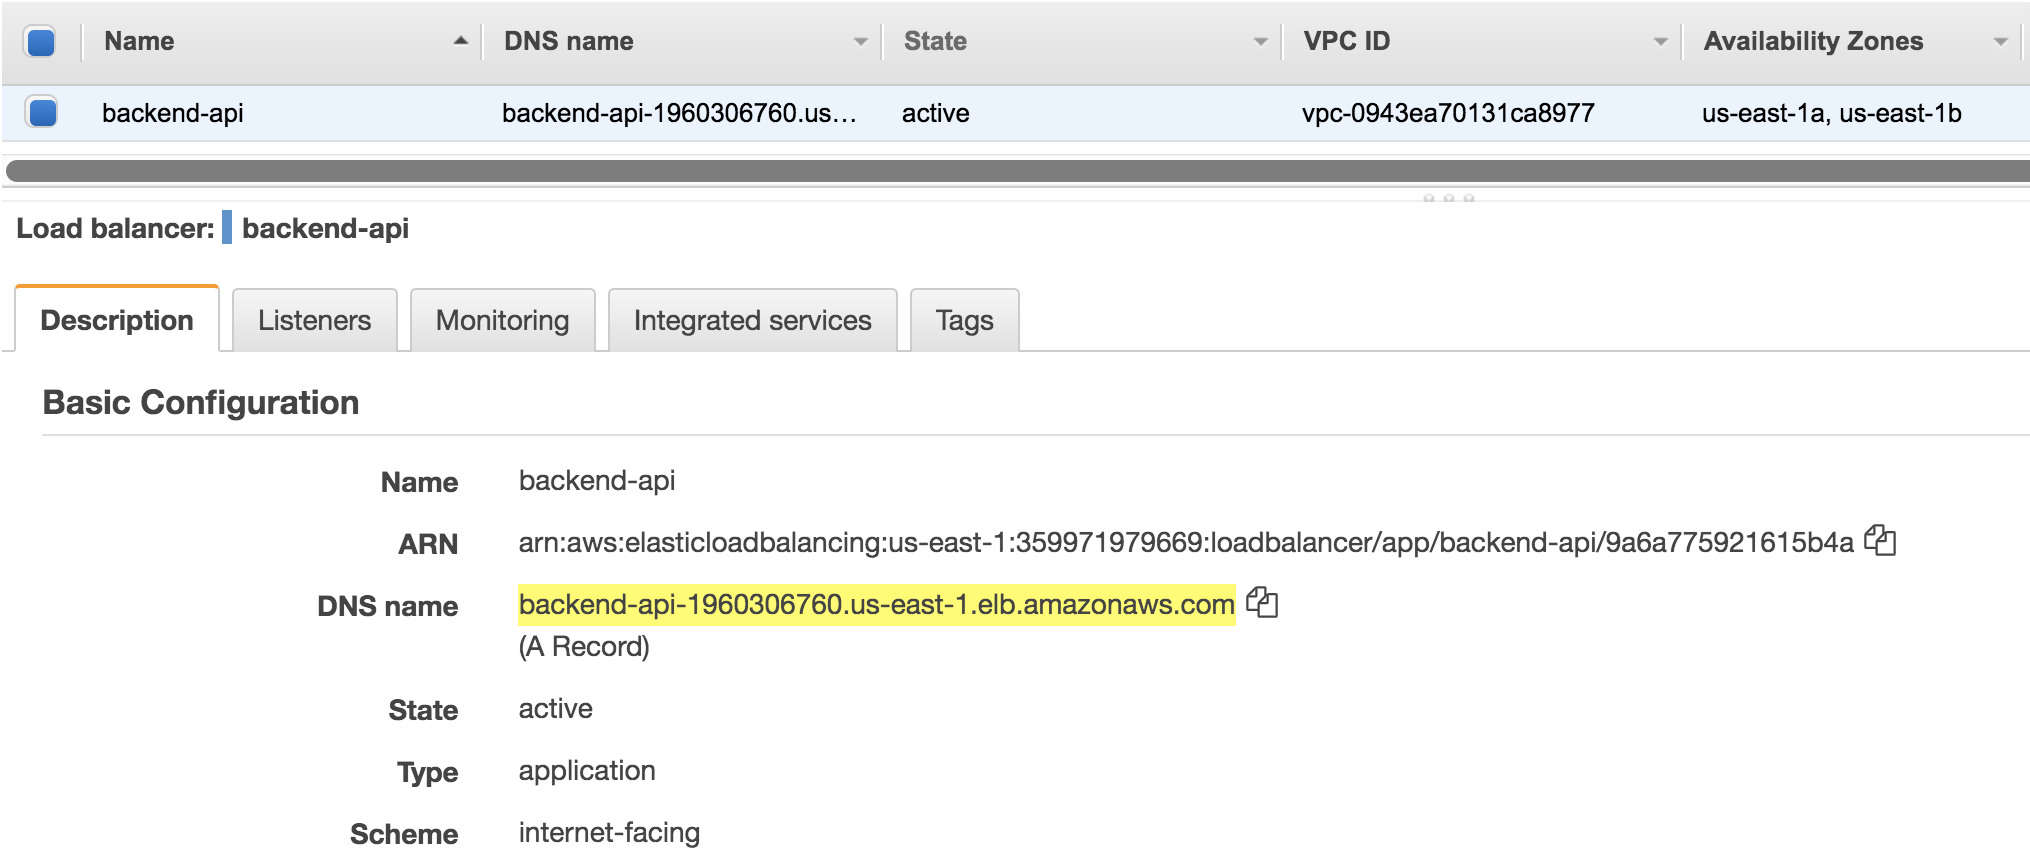 Name DNS name State VPC ID Availability Zones
backend-api backend-api-1960306760.us... active vpc-0943ea70131ca8977 us-east-1a, us-east-1b
Load balancer: backend-api
Description Listeners Monitoring Integrated services Tags
Basic Configuration
Name backend-api
ARN arn:aws:elasticloadbalancing:us-east-1:359971979669:loadbalancer/app/backend-api/9a6a775921615b4a
DNS name backend-api-1960306760.us-east-1.elb.amazonaws.com
(A Record)
State active
Type application
Scheme internet-facing